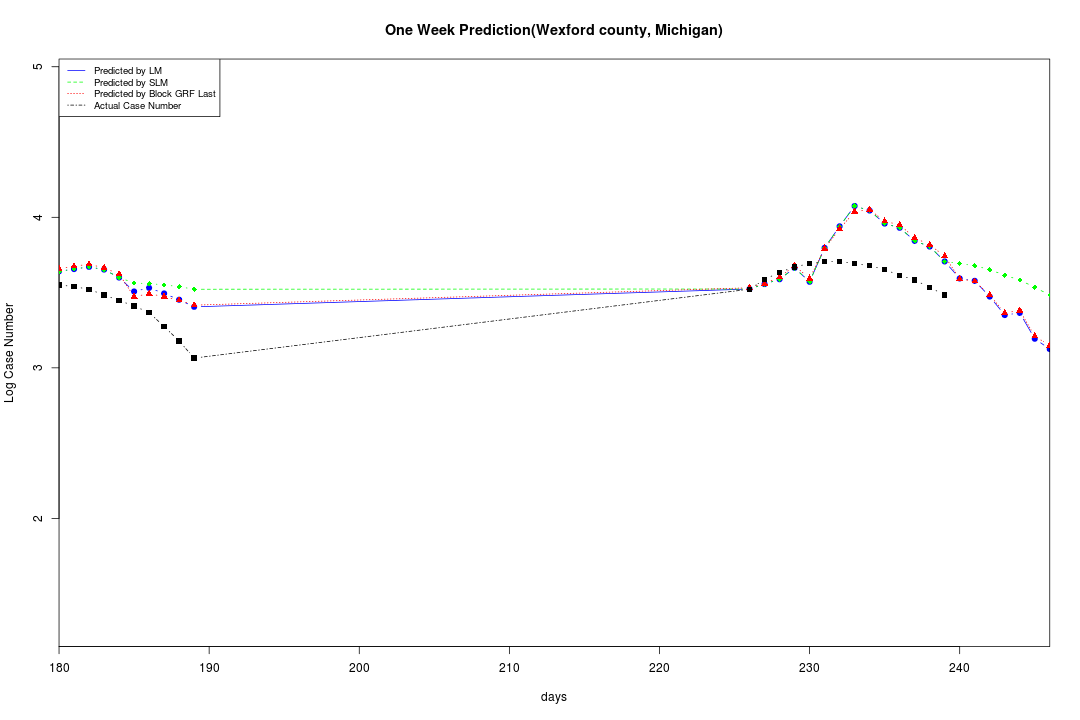 One Week Prediction(Wexford county, Michigan)
Predicted by LM
Predicted by SLM
Predicted by Block GRF Last
Actual Case Number
Log Case Number
5
4
3
2
180 190 200 210 220 230 240
days